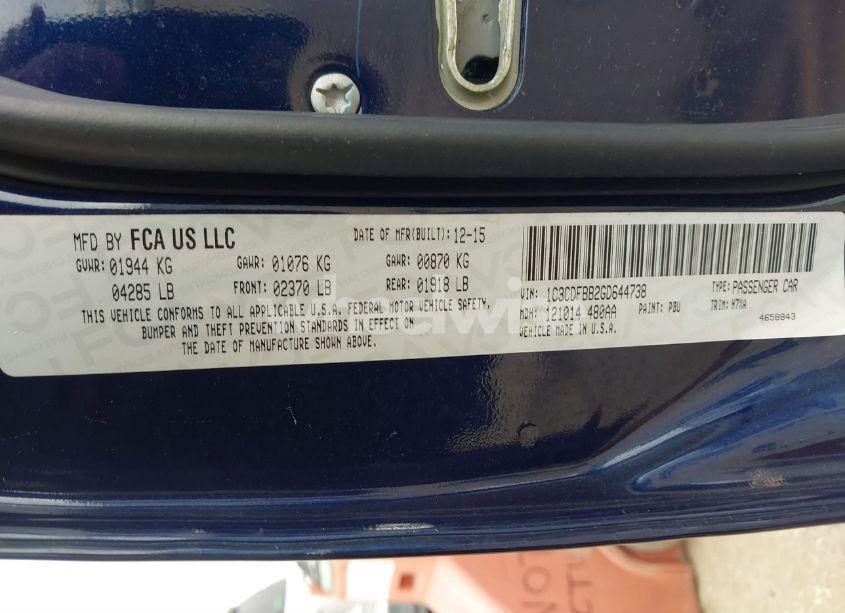 MFD BY FCA US LLC
DATE OF MFR(BUILT): 12-15
GVWR: 01944 KG
GAWR: 01076 KG
GAWR: 00870 KG
04285 LB
FRONT: 02370 LB
REAR: 01918 LB
THIS VEHICLE CONFORMS TO ALL APPLICABLE U.S.A. FEDERAL MOTOR VEHICLE SAFETY,
BUMPER AND THEFT PREVENTION STANDARDS IN EFFECT ON
THE DATE OF MANUFACTURE SHOWN ABOVE.
VIN: 1C3CDFBB2GD644738
TYPE: PASSENGER CAR
MDH: 121014 480AA
PAINT: PBU
TRIM: H7XA
VEHICLE MADE IN U.S.A.
4658843